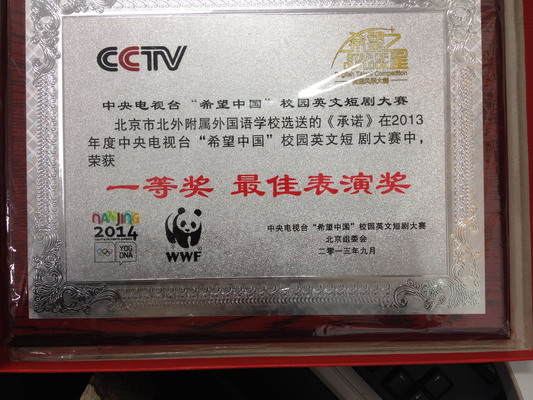 CCTV
希望之
英语之星
中央电视台“希望中国”校园英文短剧大赛
北京市北外附属外国语学校选送的《承诺》在2013
年度中央电视台“希望中国”校园英文短 剧大赛中，
荣获
一等奖 最佳表演奖
NANJING
2014
YOG
DNA
WWF
中央电视台“希望中国”校园英文短剧大赛
北京组委会
二零一三年九月